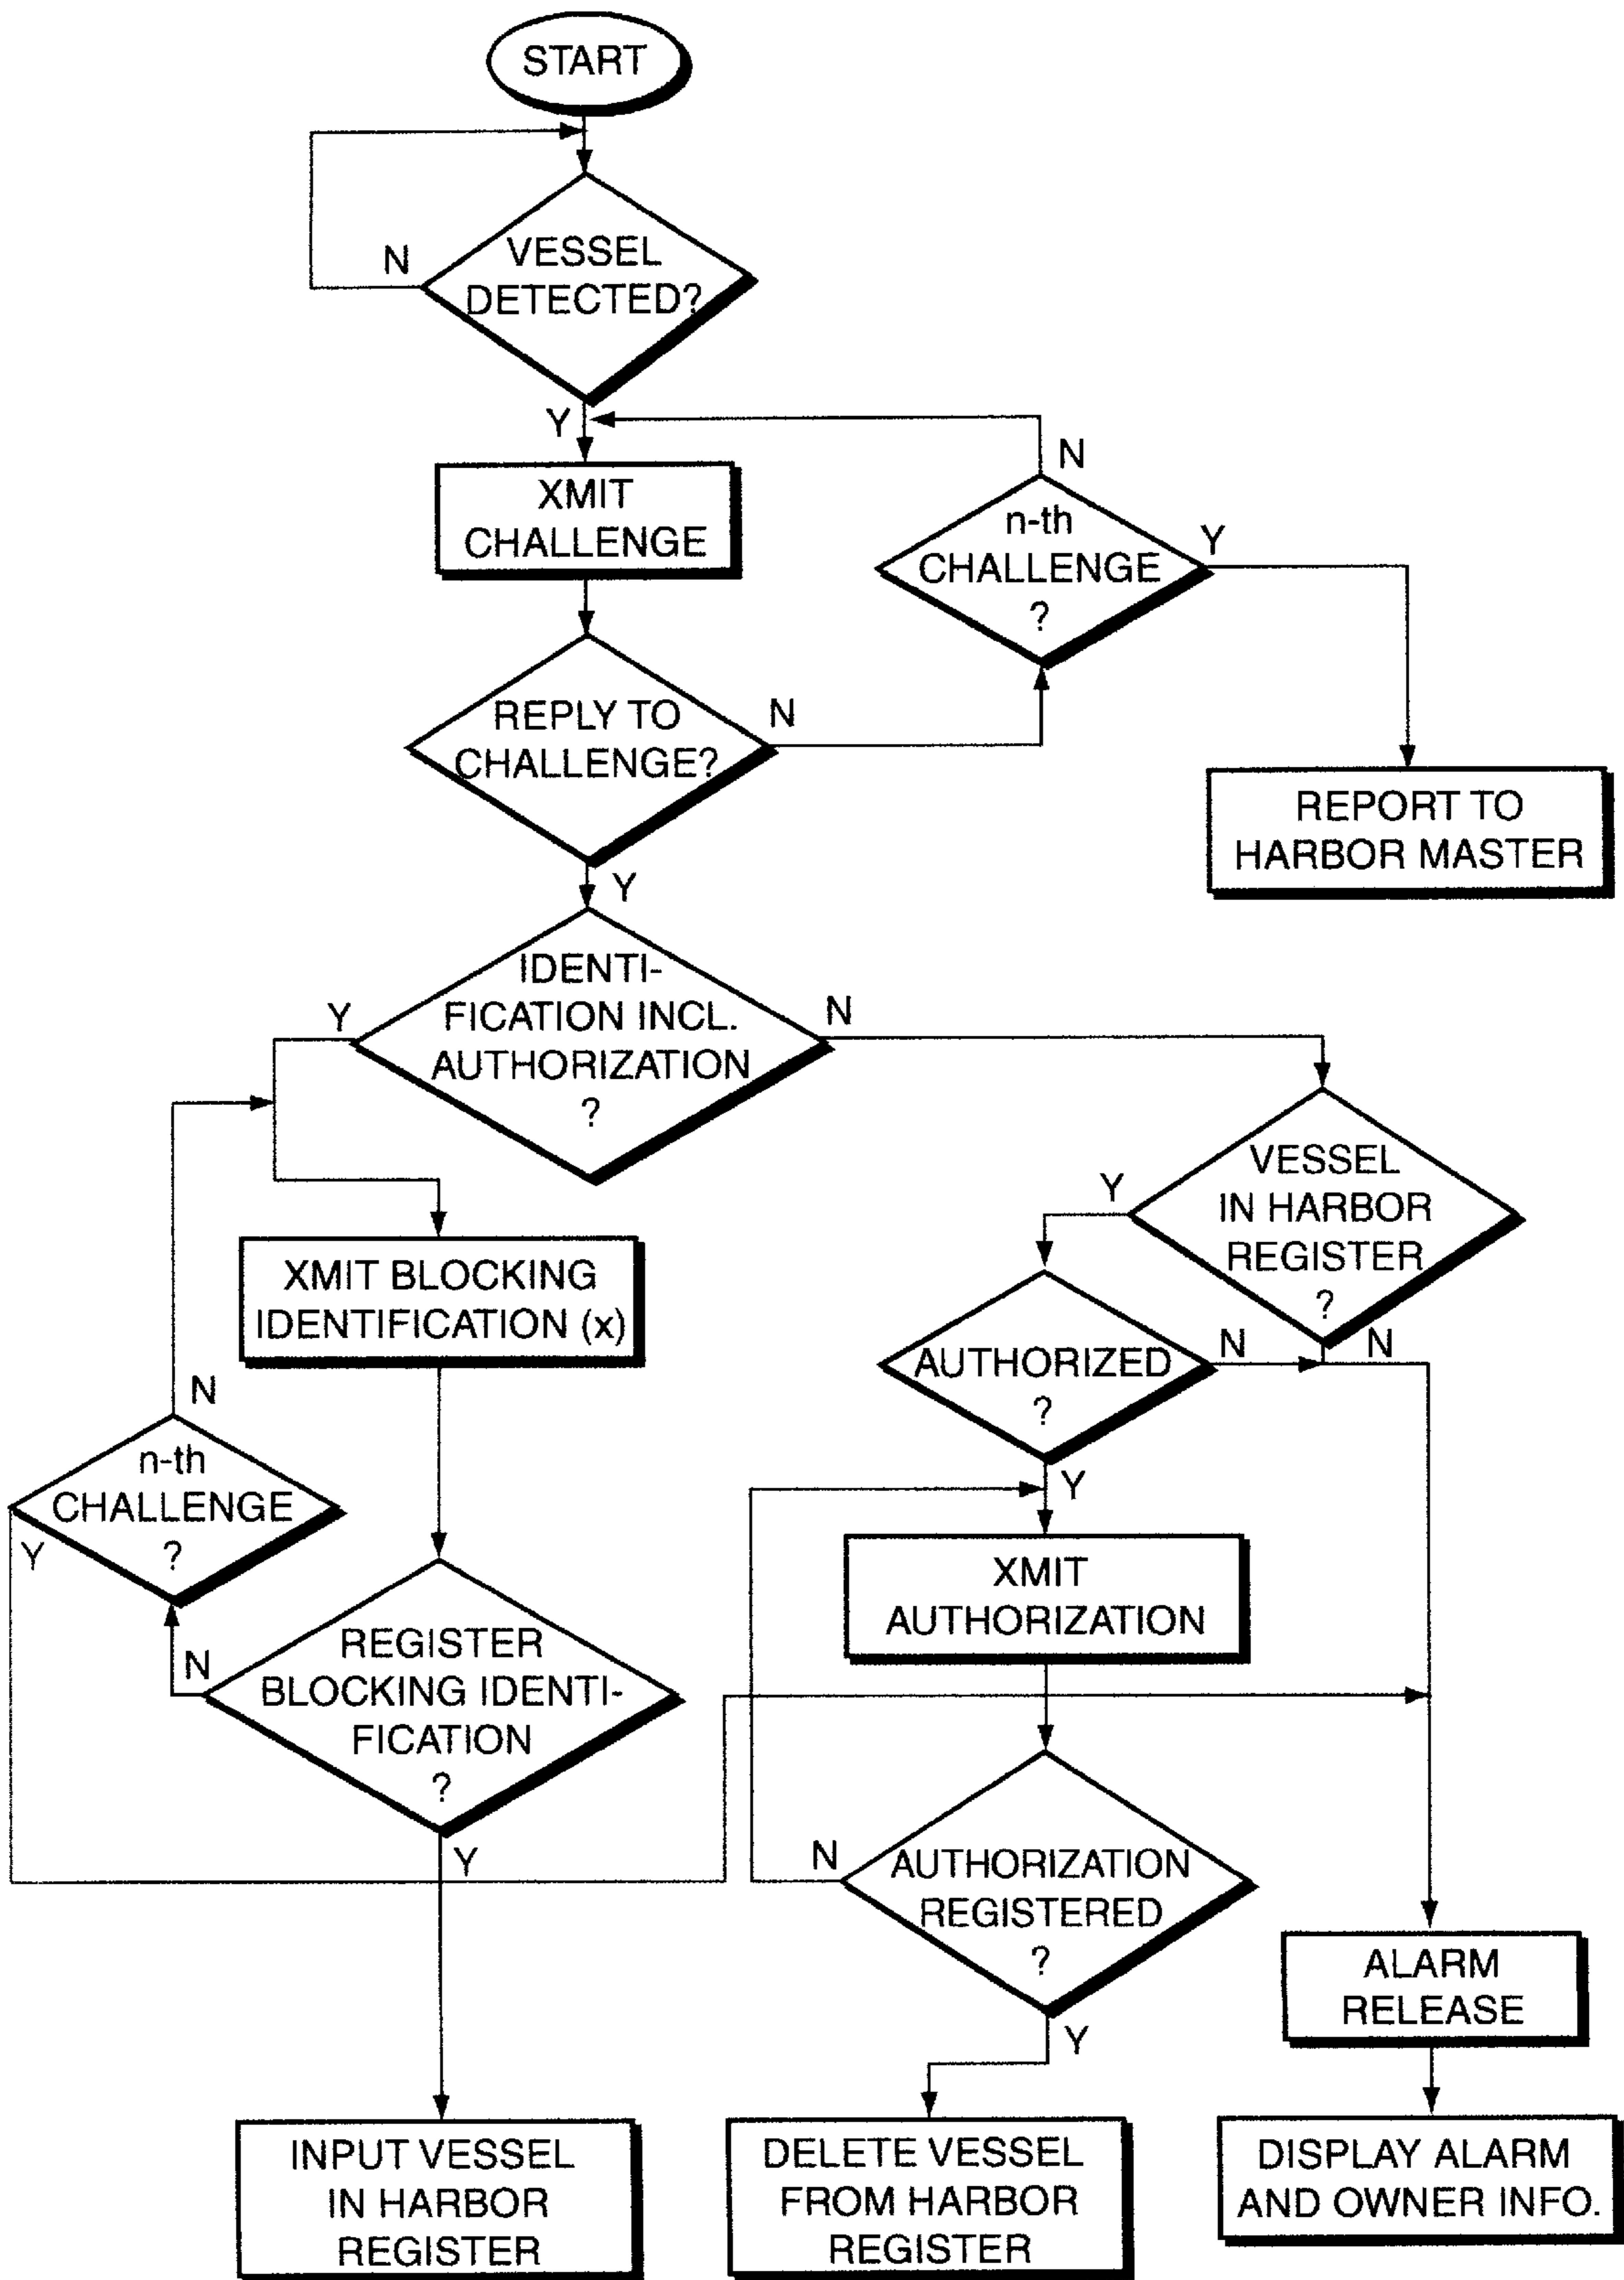 START
VESSEL
DETECTED?
N
Y
XMIT
CHALLENGE
n-th
CHALLENGE
?
N
Y
REPLY TO
CHALLENGE?
N
Y
REPORT TO
HARBOR MASTER
IDENTI-
FICATION INCL.
AUTHORIZATION
?
Y
N
VESSEL
IN HARBOR
REGISTER
?
Y
N
XMIT BLOCKING
IDENTIFICATION (x)
AUTHORIZED
?
N
Y
n-th
CHALLENGE
?
N
Y
XMIT
AUTHORIZATION
REGISTER
BLOCKING IDENTI-
FICATION
?
N
Y
AUTHORIZATION
REGISTERED
?
N
Y
ALARM
RELEASE
INPUT VESSEL
IN HARBOR
REGISTER
DELETE VESSEL
FROM HARBOR
REGISTER
DISPLAY ALARM
AND OWNER INFO.